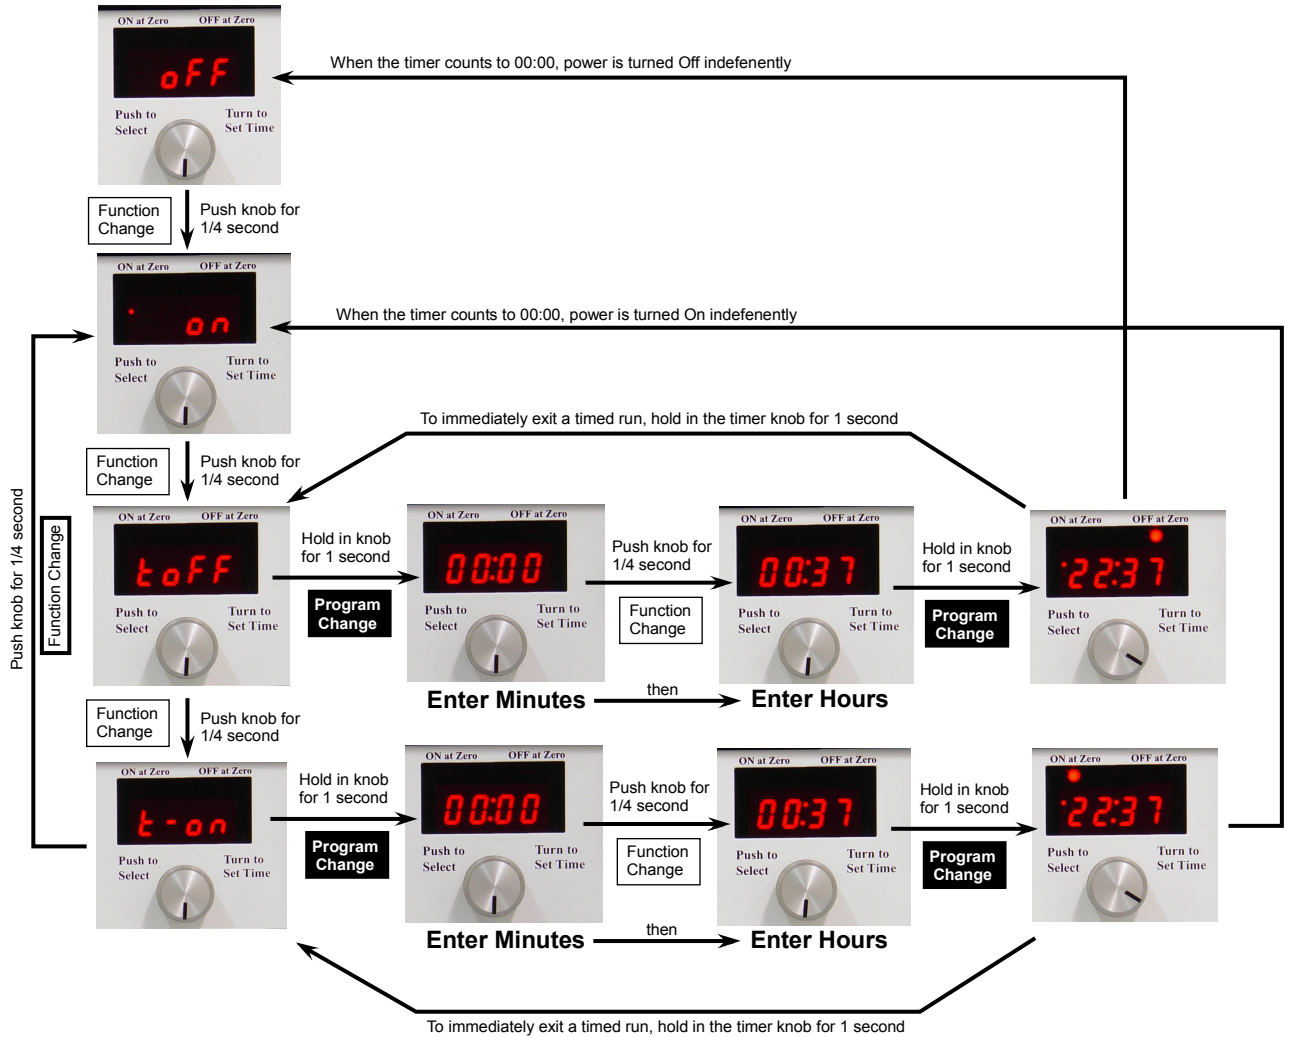 ON at Zero OFF at Zero
oFF
When the timer counts to 00:00, power is turned Off indefenently
Push to
Select
Turn to
Set Time
Function
Change
Push knob for
1/4 second
ON at Zero OFF at Zero
on
When the timer counts to 00:00, power is turned On indefenently
Push to
Select
Turn to
Set Time
To immediately exit a timed run, hold in the timer knob for 1 second
Function
Change
Push knob for
1/4 second
Push knob for 1/4 second
Function Change
ON at Zero OFF at Zero
toFF
Push to
Select
Turn to
Set Time
Hold in knob
for 1 second
Program
Change
ON at Zero OFF at Zero
00:00
Push to
Select
Turn to
Set Time
Push knob for
1/4 second
Function
Change
ON at Zero OFF at Zero
00:37
Push to
Select
Turn to
Set Time
Hold in knob
for 1 second
Program
Change
ON at Zero OFF at Zero
22:37
Push to
Select
Turn to
Set Time
Enter Minutes then Enter Hours
Function
Change
Push knob for
1/4 second
ON at Zero OFF at Zero
t-on
Push to
Select
Turn to
Set Time
Hold in knob
for 1 second
Program
Change
ON at Zero OFF at Zero
00:00
Push to
Select
Turn to
Set Time
Push knob for
1/4 second
Function
Change
ON at Zero OFF at Zero
00:37
Push to
Select
Turn to
Set Time
Hold in knob
for 1 second
Program
Change
ON at Zero OFF at Zero
22:37
Push to
Select
Turn to
Set Time
Enter Minutes then Enter Hours
To immediately exit a timed run, hold in the timer knob for 1 second